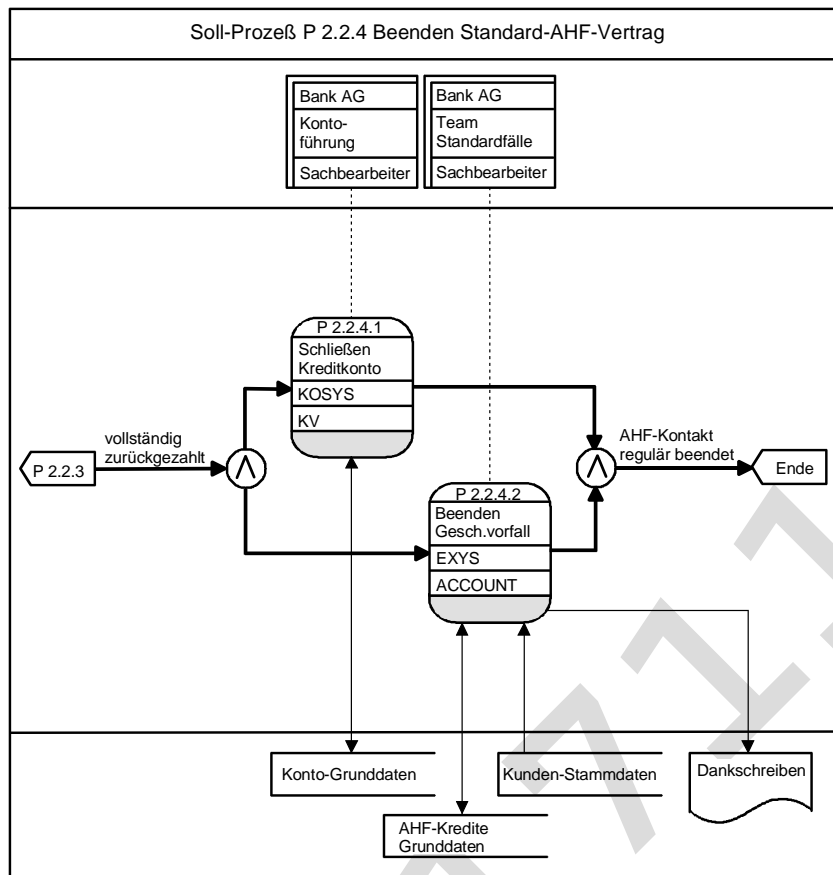 Soll-Prozeß P 2.2.4 Beenden Standard-AHF-Vertrag
Bank AG
Konto-
führung
Sachbearbeiter
Bank AG
Team
Standardfälle
Sachbearbeiter
P 2.2.4.1
Schließen
Kreditkonto
KOSYS
KV
P 2.2.3
vollständig
zurückgezahlt
AHF-Kontakt
regulär beendet
Ende
P 2.2.4.2
Beenden
Gesch.vorfall
EXYS
ACCOUNT
Konto-Grunddaten
Kunden-Stammdaten
Dankschreiben
AHF-Kredite
Grunddaten